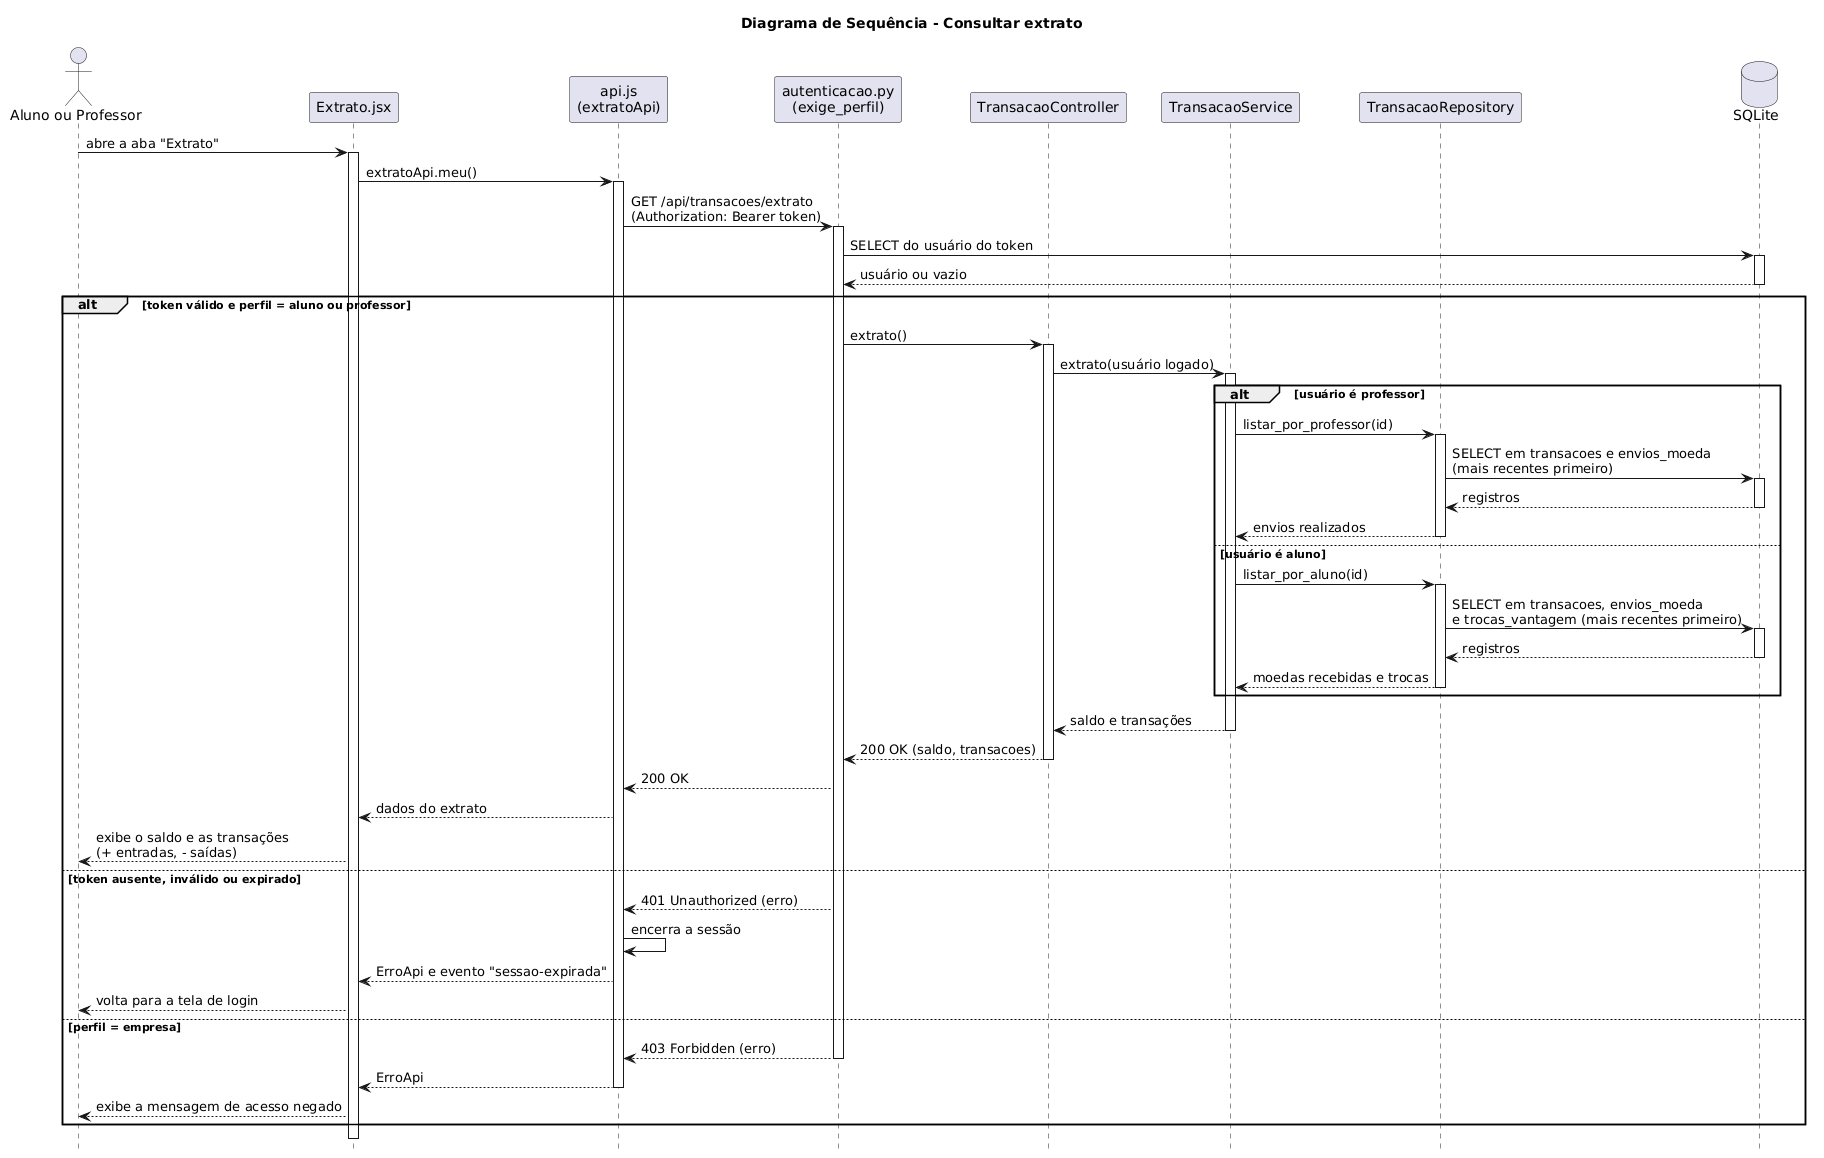 Diagrama de Sequência - Consultar extrato
Aluno ou Professor
Extrato.jsx
api.js
(extratoApi)
autenticacao.py
(exige_perfil)
TransacaoController
TransacaoService
TransacaoRepository
SQLite
abre a aba "Extrato"
extratoApi.meu()
GET /api/transacoes/extrato
(Authorization: Bearer token)
SELECT do usuário do token
usuário ou vazio
alt
[token válido e perfil = aluno ou professor]
extrato()
extrato(usuário logado)
alt
[usuário é professor]
listar_por_professor(id)
SELECT em transacoes e envios_moeda
(mais recentes primeiro)
registros
envios realizados
[usuário é aluno]
listar_por_aluno(id)
SELECT em transacoes, envios_moeda
e trocas_vantagem (mais recentes primeiro)
registros
moedas recebidas e trocas
saldo e transações
200 OK (saldo, transacoes)
200 OK
dados do extrato
exibe o saldo e as transações
(+ entradas, - saídas)
[token ausente, inválido ou expirado]
401 Unauthorized (erro)
encerra a sessão
ErroApi e evento "sessao-expirada"
volta para a tela de login
[perfil = empresa]
403 Forbidden (erro)
ErroApi
exibe a mensagem de acesso negado